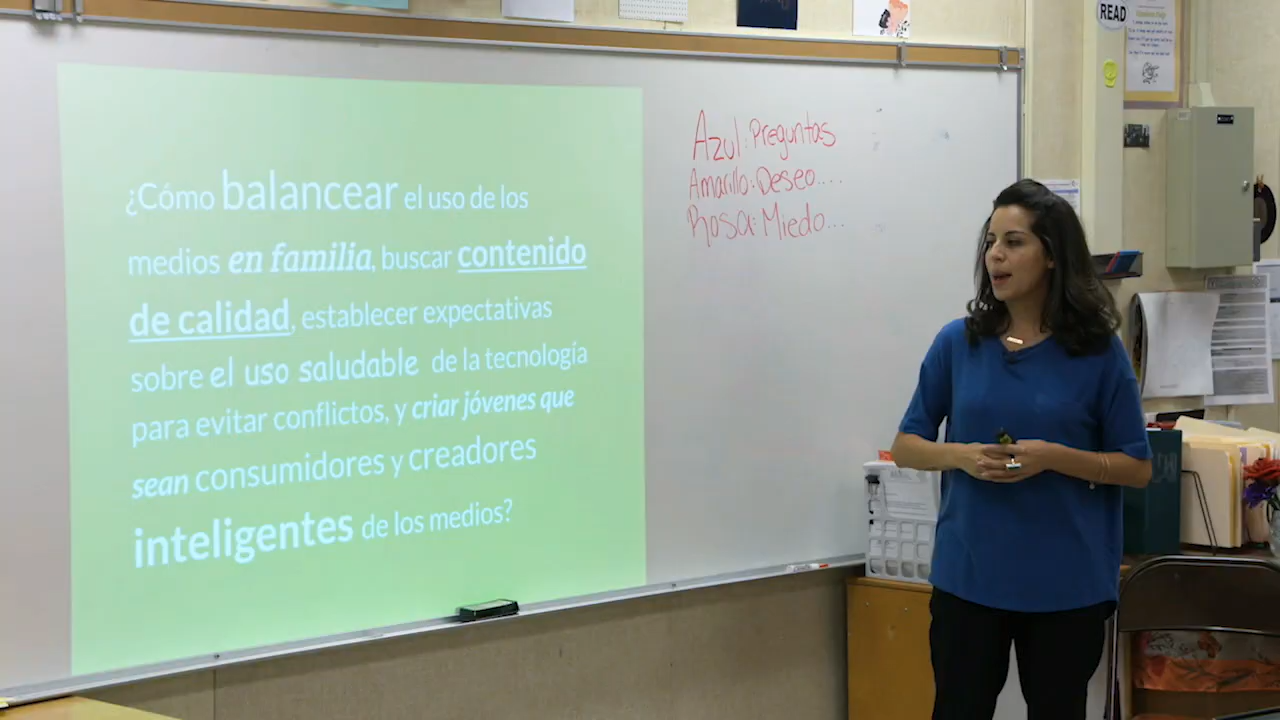 ¿Cómo balancear el uso de los
medios en familia, buscar contenido
de calidad, establecer expectativas
sobre el uso saludable de la tecnología
para evitar conflictos, y criar jóvenes que
sean consumidores y creadores
inteligentes de los medios?
Azul: Preguntas
Amarillo: Deseo....
Rosa: Miedo...
READ